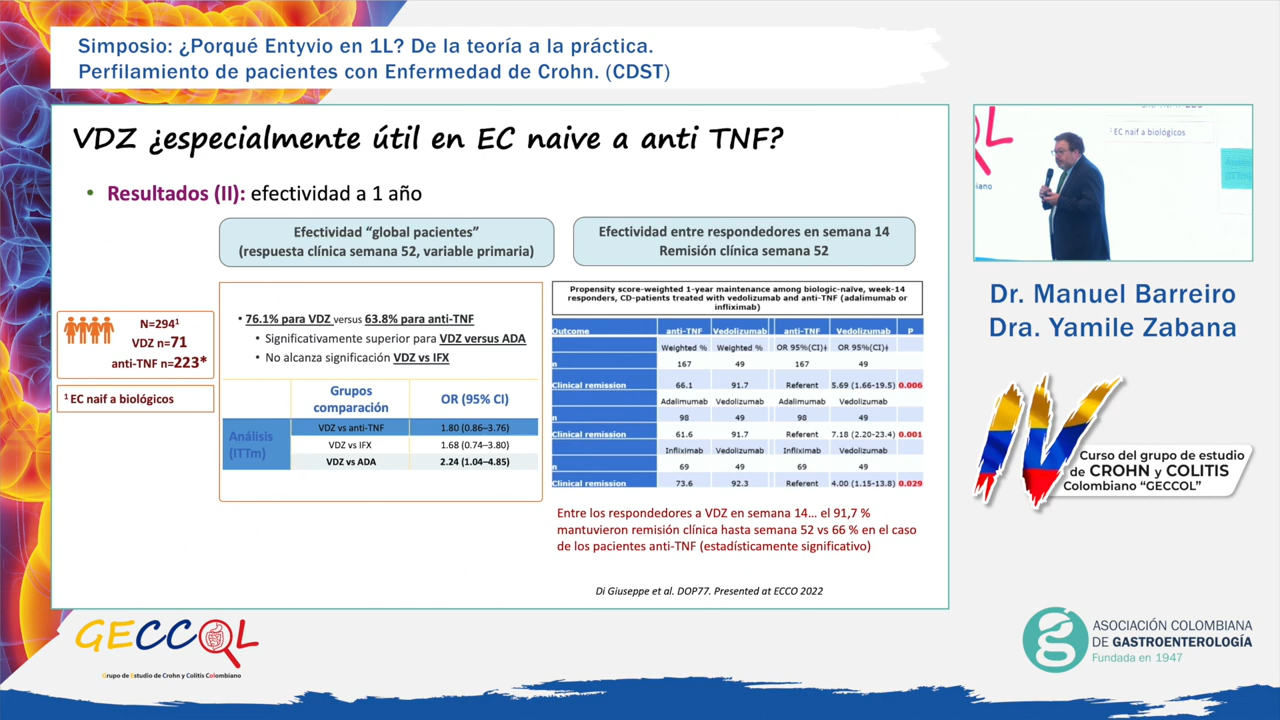 Simposio: ¿Porqué Entyvio en 1L? De la teoría a la práctica.
Perfilamiento de pacientes con Enfermedad de Crohn. (CDST)
VDZ ¿especialmente útil en EC naive a anti TNF?
• Resultados (II): efectividad a 1 año
Efectividad “global pacientes”
(respuesta clínica semana 52, variable primaria)
Efectividad entre respondedores en semana 14
Remisión clínica semana 52
N=294¹
VDZ n=71
anti-TNF n=223*
¹ EC naif a biológicos
• 76.1% para VDZ versus 63.8% para anti-TNF
• Significativamente superior para VDZ versus ADA
• No alcanza significación VDZ vs IFX
Grupos comparación OR (95% CI)
Análisis (ITTm)
VDZ vs anti-TNF 1.80 (0.86–3.76)
VDZ vs IFX 1.68 (0.74–3.80)
VDZ vs ADA 2.24 (1.04–4.85)
Propensity score-weighted 1-year maintenance among biologic-naïve, week-14
responders, CD-patients treated with vedolizumab and anti-TNF (adalimumab or
infliximab)
Outcome anti-TNF Vedolizumab anti-TNF Vedolizumab P
Weighted % Weighted % OR 95%(CI)ǂ OR 95%(CI)ǂ
n 167 49 167 49
Clinical remission 66.1 91.7 Referent 5.69 (1.66-19.5) 0.006
Adalimumab Vedolizumab Adalimumab Vedolizumab
n 98 49 98 49
Clinical remission 61.6 91.7 Referent 7.18 (2.20-23.4) 0.001
Infliximab Vedolizumab Infliximab Vedolizumab
n 69 49 69 49
Clinical remission 73.6 92.3 Referent 4.00 (1.15-13.8) 0.029
Entre los respondedores a VDZ en semana 14... el 91,7 %
mantuvieron remisión clínica hasta semana 52 vs 66 % en el caso
de los pacientes anti-TNF (estadísticamente significativo)
Di Giuseppe et al. DOP77. Presented at ECCO 2022
¹ EC naif a biológicos
Dr. Manuel Barreiro
Dra. Yamile Zabana
IV
Curso del grupo de estudio
de CROHN y COLITIS
Colombiano “GECCOL”
GECCOL
Grupo de Estudio de Crohn y Colitis Colombiano
ASOCIACIÓN COLOMBIANA
DE GASTROENTEROLOGÍA
Fundada en 1947